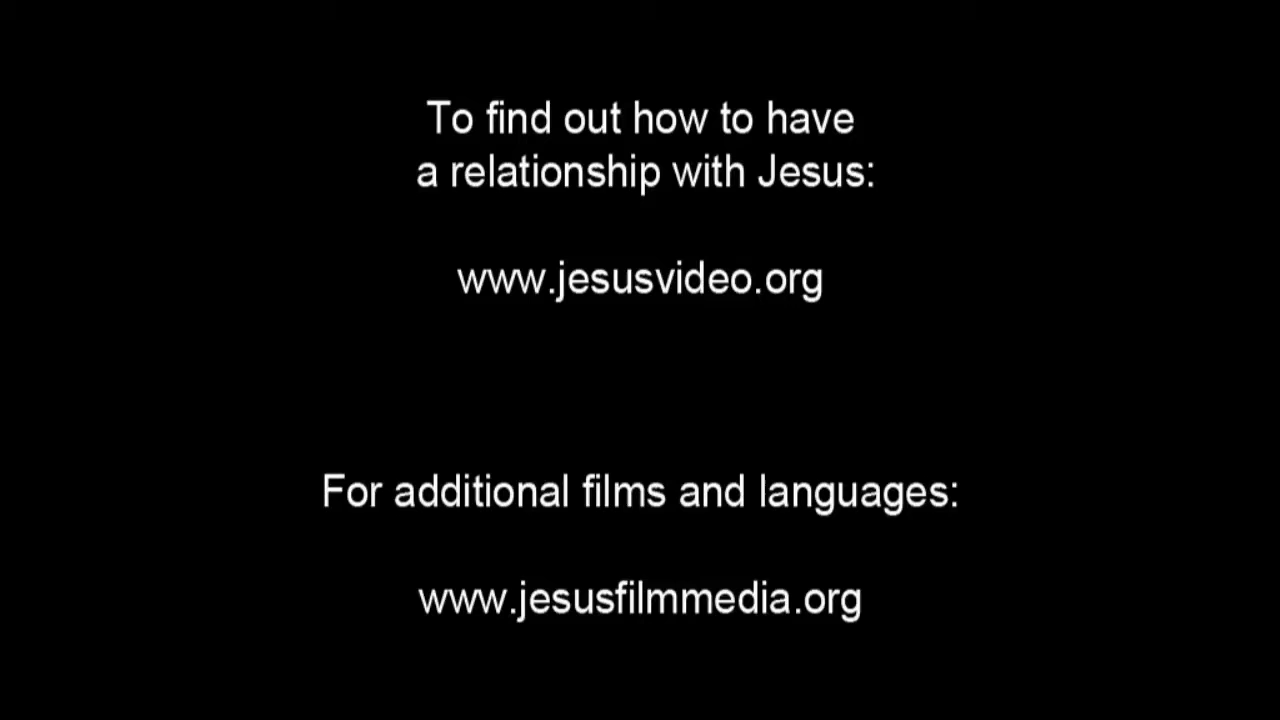 To find out how to have
a relationship with Jesus:
www.jesusvideo.org
For additional films and languages:
www.jesusfilmmedia.org